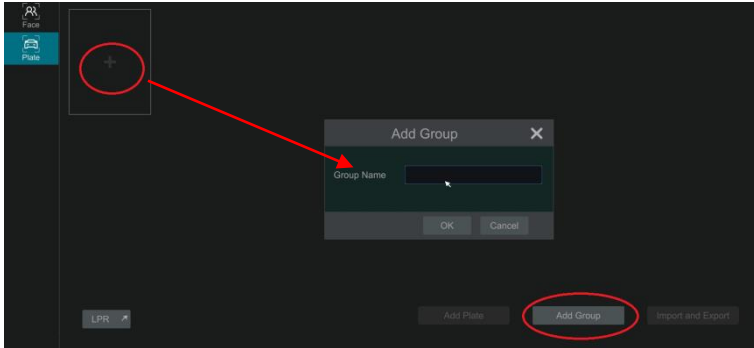 Face
Plate
Add Group
Group Name
OK Cancel
LPR
Add Plate Add Group Import and Export